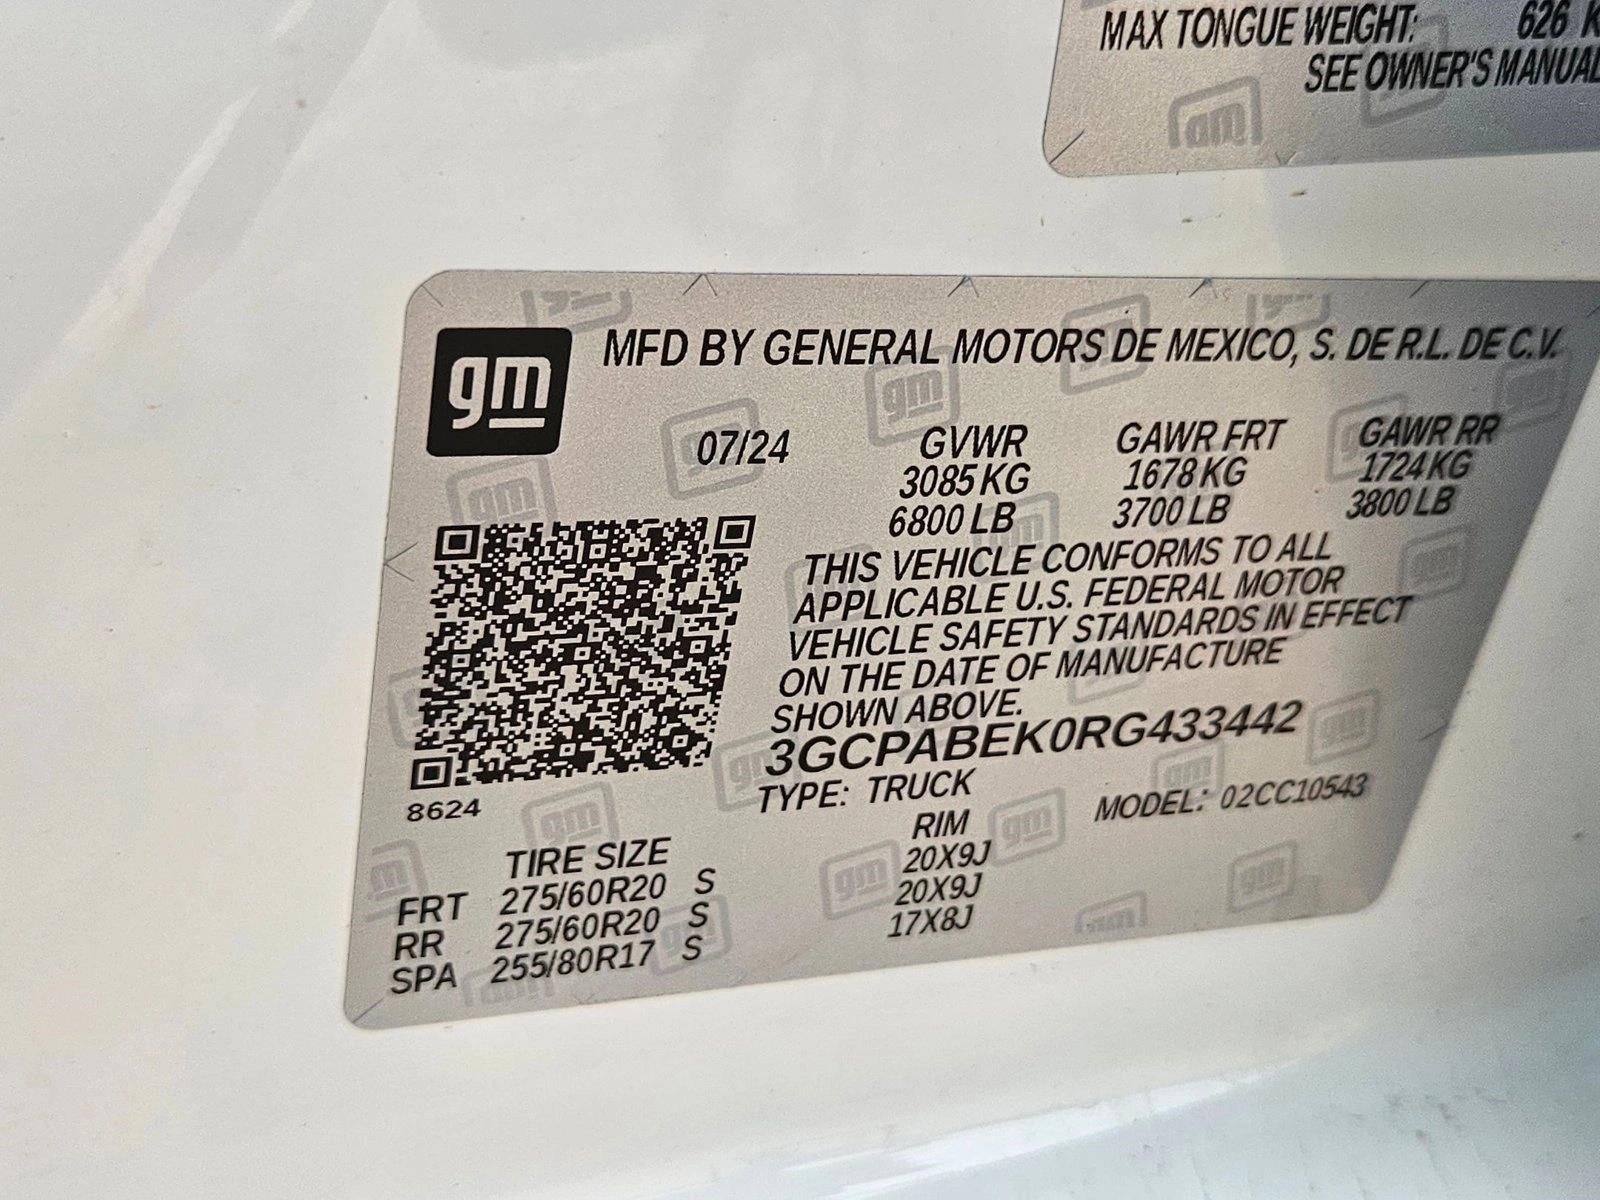 MAX TONGUE WEIGHT: 626 K
SEE OWNER'S MANUAL
gm
MFD BY GENERAL MOTORS DE MEXICO, S. DE R.L. DE C.V.
07/24 GVWR GAWR FRT GAWR RR
3085 KG 1678 KG 1724 KG
6800 LB 3700 LB 3800 LB
THIS VEHICLE CONFORMS TO ALL
APPLICABLE U.S. FEDERAL MOTOR
VEHICLE SAFETY STANDARDS IN EFFECT
ON THE DATE OF MANUFACTURE
SHOWN ABOVE.
3GCPABEK0RG433442
TYPE: TRUCK MODEL: 02CC10543
8624
TIRE SIZE RIM
FRT 275/60R20 S 20X9J
RR 275/60R20 S 20X9J
SPA 255/80R17 S 17X8J